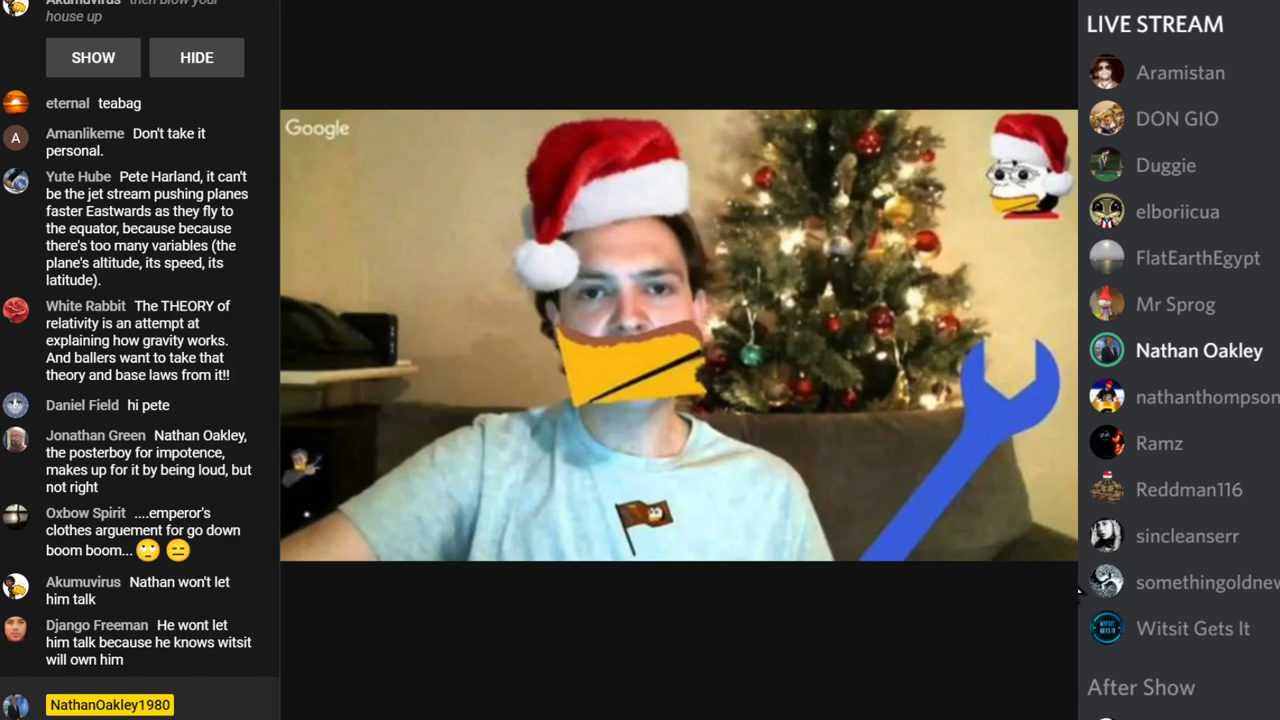 Akumuvirus then blow your
house up
SHOW HIDE
eternal teabag
A
Amanlikeme Don't take it
personal.
Yute Hube Pete Harland, it can't
be the jet stream pushing planes
faster Eastwards as they fly to
the equator, because because
there's too many variables (the
plane's altitude, its speed, its
latitude).
White Rabbit The THEORY of
relativity is an attempt at
explaining how gravity works.
And ballers want to take that
theory and base laws from it!!
Daniel Field hi pete
Jonathan Green Nathan Oakley,
the posterboy for impotence,
makes up for it by being loud, but
not right
Oxbow Spirit ....emperor's
clothes arguement for go down
boom boom...🙄 😑
Akumuvirus Nathan won't let
him talk
Django Freeman He wont let
him talk because he knows witsit
will own him
NathanOakley1980
Google
LIVE STREAM
Aramistan
DON GIO
Duggie
elboriicua
FlatEarthEgypt
Mr Sprog
Nathan Oakley
nathanthompson
Ramz
Reddman116
sincleanserr
somethingoldnew
WITSIT
GETS IT
Witsit Gets It
After Show